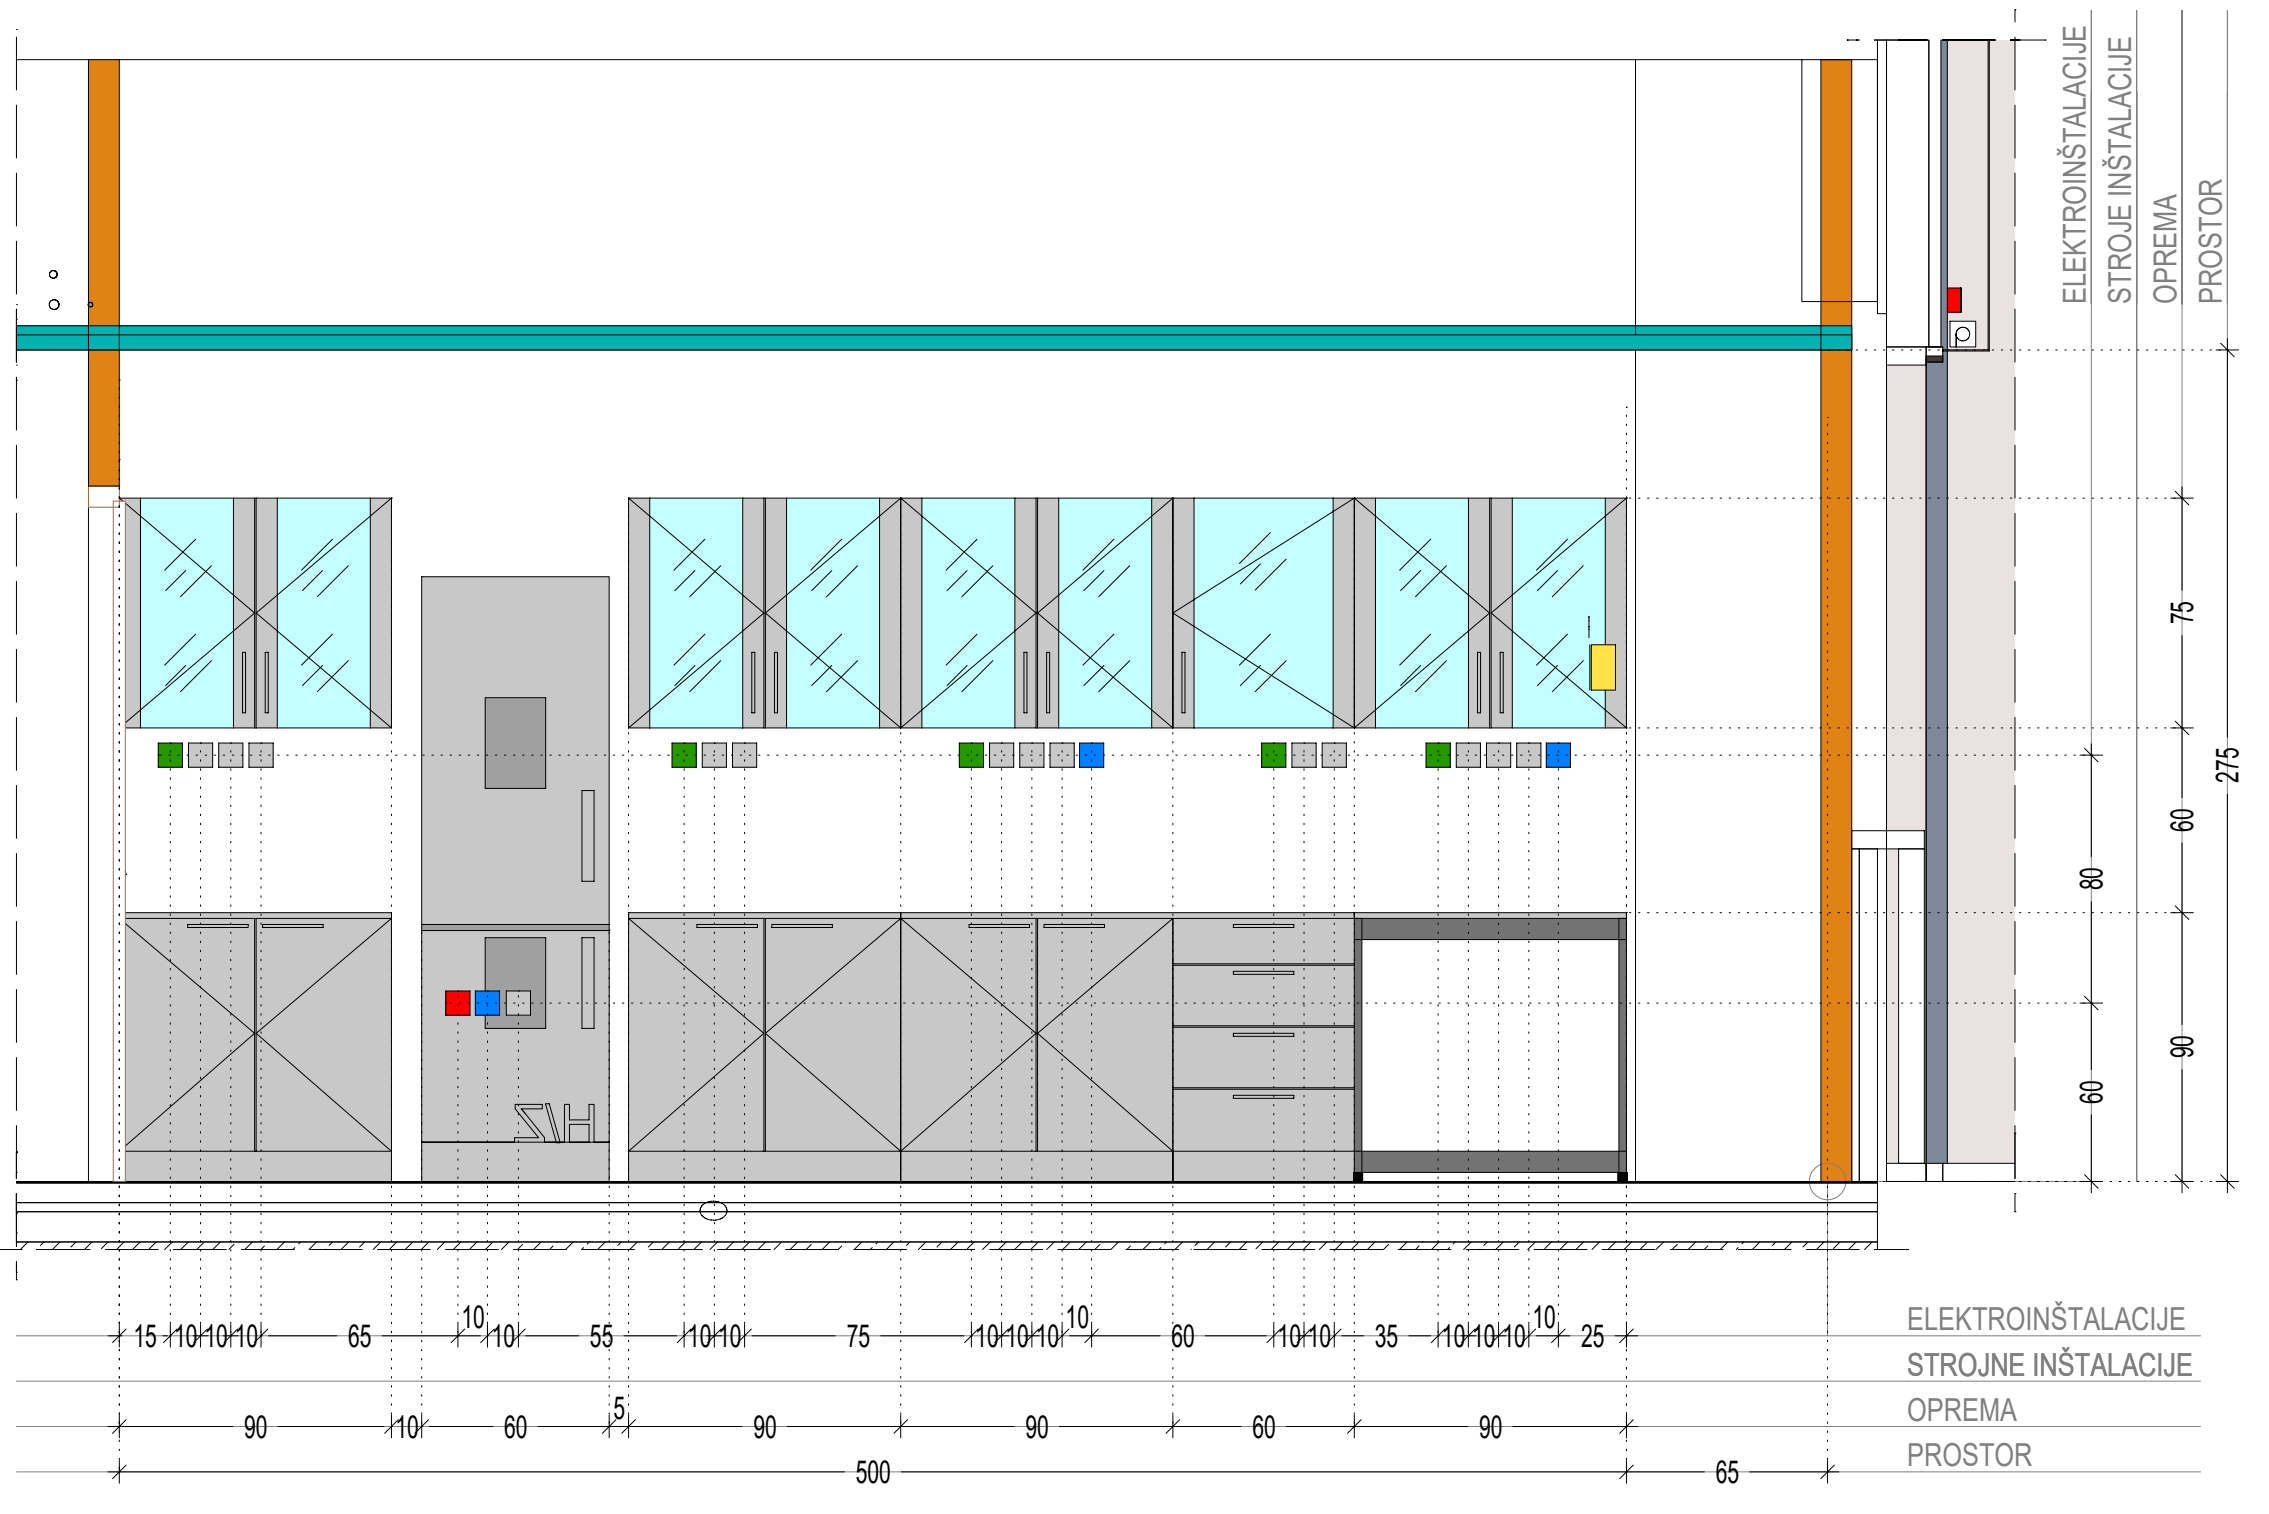 ELEKTROINŠTALACIJE
STROJE INŠTALACIJE
OPREMA
PROSTOR
75
275
60
80
90
60
H/Z
10 10 10
15 10 10 10 65 10 55 10 10 75 10 10 10 60 10 10 35 10 10 10 25
ELEKTROINŠTALACIJE
STROJNE INŠTALACIJE
5
90 10 60 90 90 60 90
OPREMA
500 65
PROSTOR